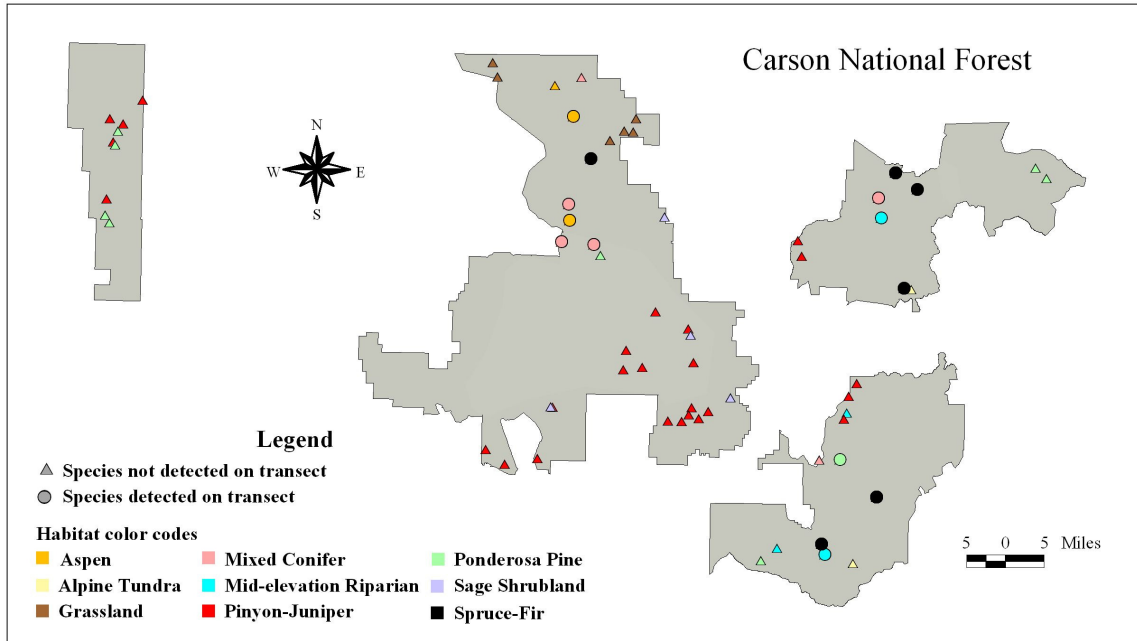 Carson National Forest
N
W E
S
Legend
Species not detected on transect
Species detected on transect
Habitat color codes
Aspen Mixed Conifer Ponderosa Pine
Alpine Tundra Mid-elevation Riparian Sage Shrubland
Grassland Pinyon-Juniper Spruce-Fir
5 0 5 Miles